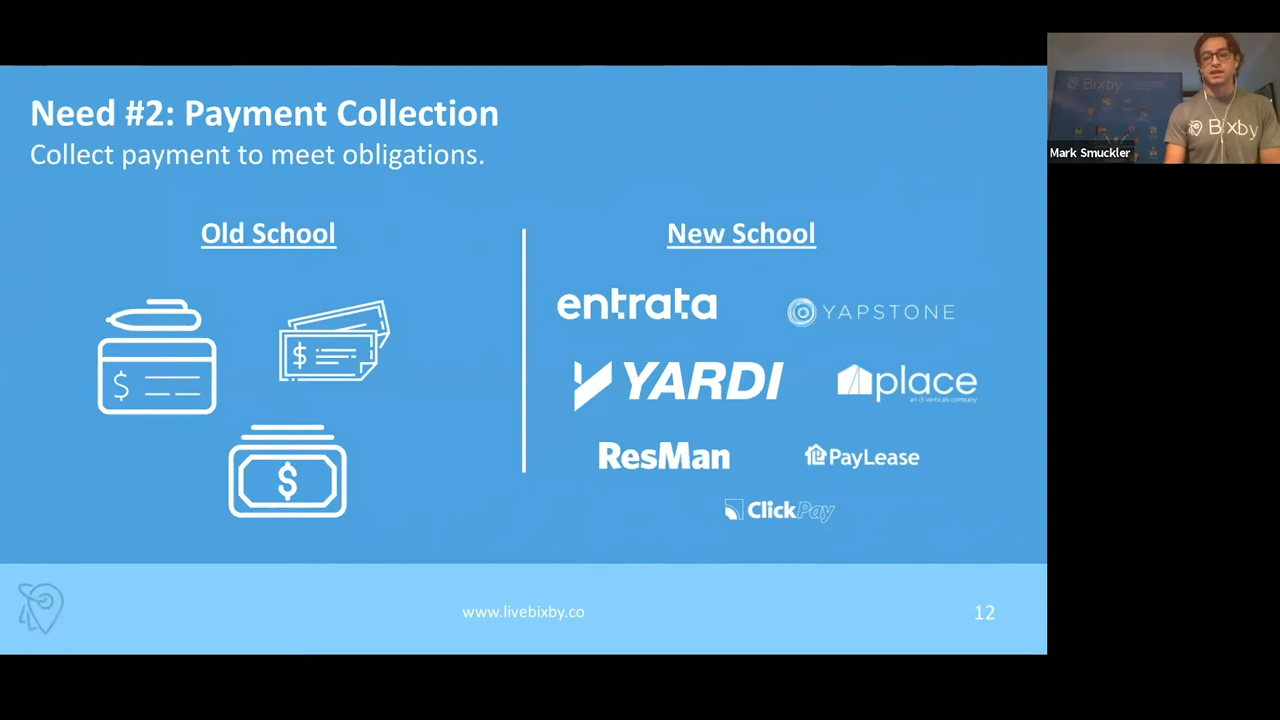 Need #2: Payment Collection
Collect payment to meet obligations.
Old School
New School
entrata
YAPSTONE
YARDI
place
an i3 Verticals company
ResMan
PayLease
ClickPay
$
$
$
www.livebixby.co
12
Bixby
Bixby
Mark Smuckler